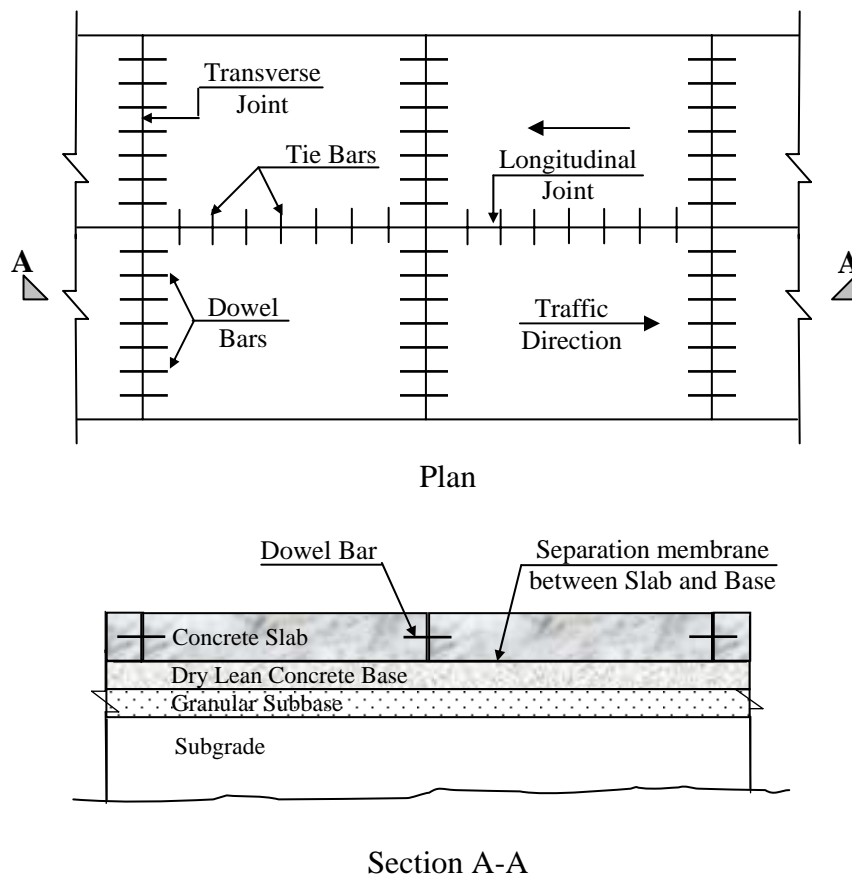 Transverse
Joint
Tie Bars
Longitudinal
Joint
A
A
Dowel
Bars
Traffic
Direction
Plan
Dowel Bar
Separation membrane
between Slab and Base
Concrete Slab
Dry Lean Concrete Base
Granular Subbase
Subgrade
Section A-A